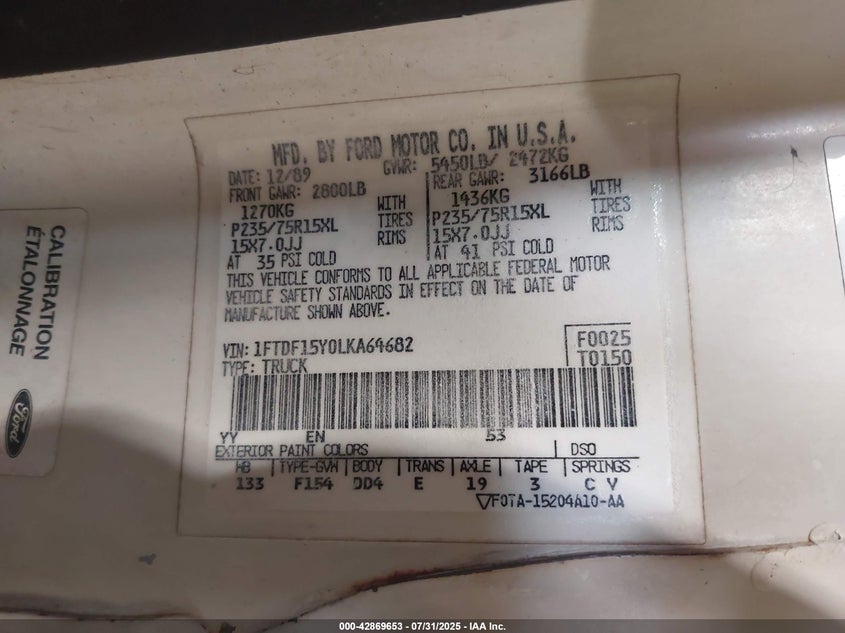 MFD. BY FORD MOTOR CO. IN U.S.A.
DATE: 12/89 GVWR: 5450LB/ 2472KG
FRONT GAWR: 2800LB REAR GAWR: 3166LB
1270KG WITH 1436KG WITH
P235/75R15XL TIRES P235/75R15XL TIRES
15X7.0JJ RIMS 15X7.0JJ RIMS
AT 35 PSI COLD AT 41 PSI COLD
THIS VEHICLE CONFORMS TO ALL APPLICABLE FEDERAL MOTOR
VEHICLE SAFETY STANDARDS IN EFFECT ON THE DATE OF
MANUFACTURE SHOWN ABOVE.
VIN: 1FTDF15Y0LKA64682 F0025
TYPE: TRUCK T0150
YY EN 53
EXTERIOR PAINT COLORS DSO
WB TYPE-GVW BODY TRANS AXLE TAPE SPRINGS
133 F154 DD4 E 19 3 C V
F0TA-15204A10-AA
CALIBRATION
ÉTALONNAGE
Ford
000-42869653 - 07/31/2025 - IAA Inc.